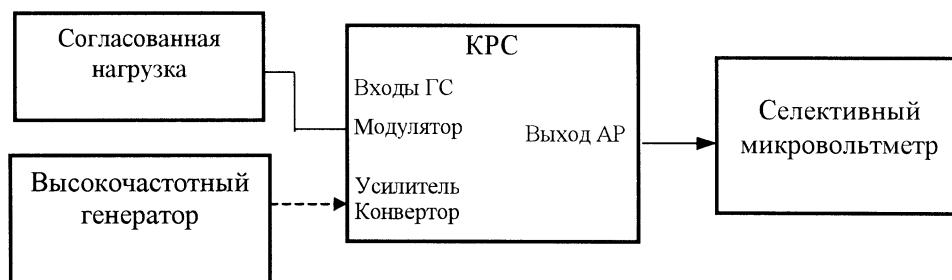 Согласованная
нагрузка
Высокочастотный
генератор
КРС
Входы ГС
Модулятор
Усилитель
Конвертор
Выход АР
Селективный
микровольтметр